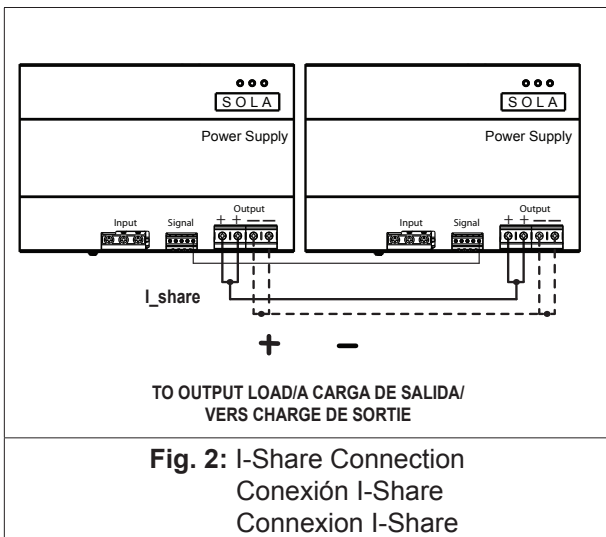 SOLA
SOLA
Power Supply
Power Supply
Input Signal Output
Input Signal Output
+ + — —
+ + — —
I_share
+ −
TO OUTPUT LOAD/A CARGA DE SALIDA/
VERS CHARGE DE SORTIE
Fig. 2: I-Share Connection
Conexión I-Share
Connexion I-Share